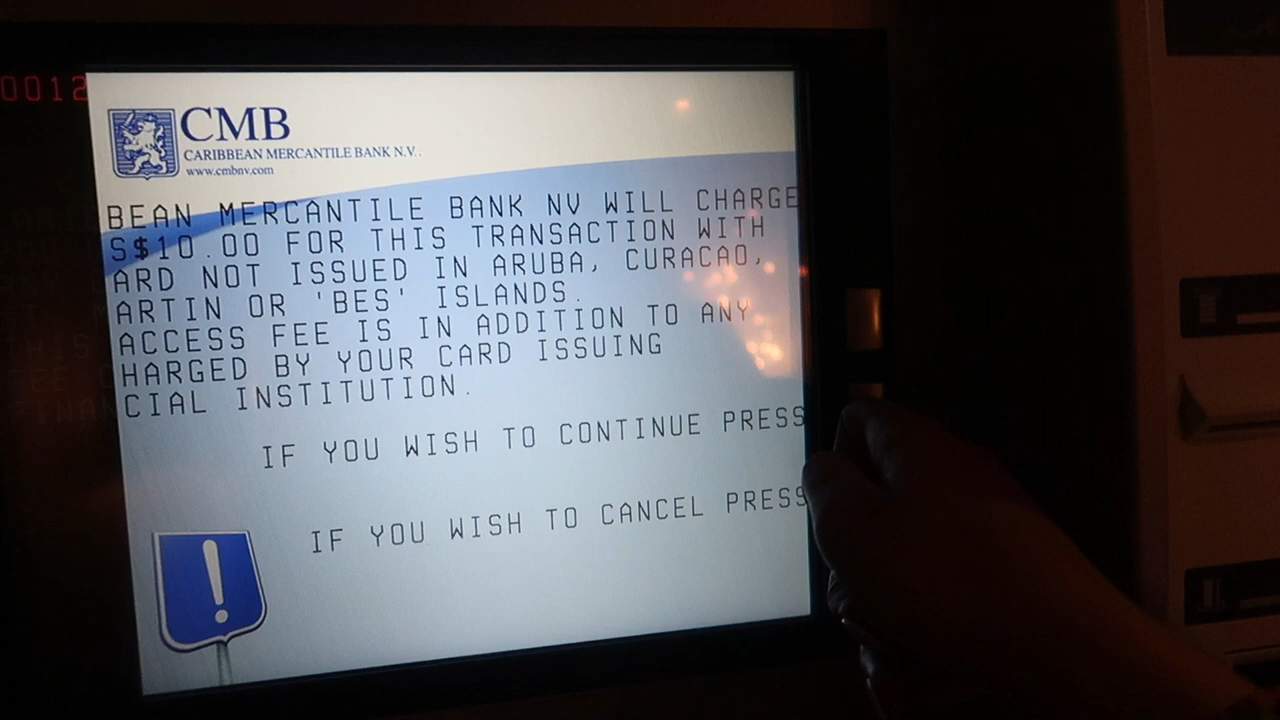 0012
CMB
CARIBBEAN MERCANTILE BANK N.V.
www.cmbnv.com
BEAN MERCANTILE BANK NV WILL CHARGE
S$10.00 FOR THIS TRANSACTION WITH
ARD NOT ISSUED IN ARUBA, CURACAO,
ARTIN OR 'BES' ISLANDS.
ACCESS FEE IS IN ADDITION TO ANY
HARGED BY YOUR CARD ISSUING
CIAL INSTITUTION.
IF YOU WISH TO CONTINUE PRESS
IF YOU WISH TO CANCEL PRESS
!